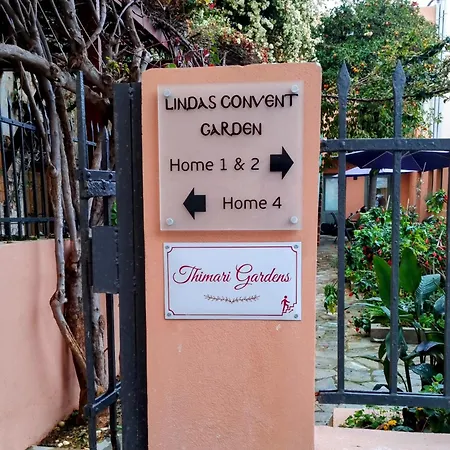 LINDAS CONVENT
GARDEN
Home 1 & 2
Home 4
Thimari Gardens